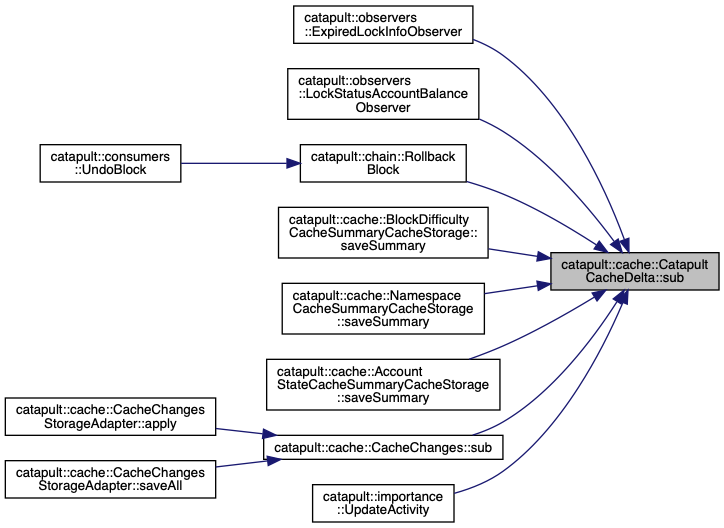 catapult::observers
::ExpiredLockInfoObserver
catapult::observers
::LockStatusAccountBalance
Observer
catapult::consumers
::UndoBlock
catapult::chain::Rollback
Block
catapult::cache::BlockDifficulty
CacheSummaryCacheStorage::
saveSummary
catapult::cache::Catapult
CacheDelta::sub
catapult::cache::Namespace
CacheSummaryCacheStorage
::saveSummary
catapult::cache::Account
StateCacheSummaryCacheStorage
::saveSummary
catapult::cache::CacheChanges
StorageAdapter::apply
catapult::cache::CacheChanges::sub
catapult::cache::CacheChanges
StorageAdapter::saveAll
catapult::importance
::UpdateActivity